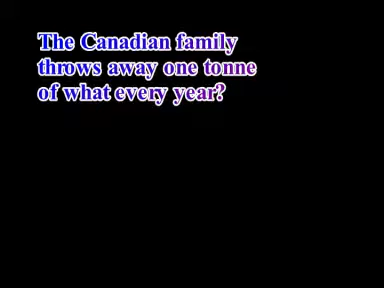 The Canadian family
throws away one tonne
of what every year?